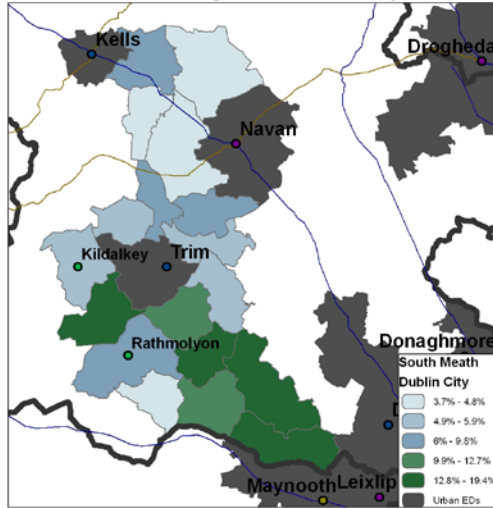 Kells
Drogheda
Navan
Kildalkey
Trim
Rathmolyon
Donaghmore
South Meath
Dublin City
3.7% - 4.8%
4.9% - 5.9%
6% - 9.8%
9.9% - 12.7%
12.8% - 19.4%
Urban EDs
Maynooth
Leixlip